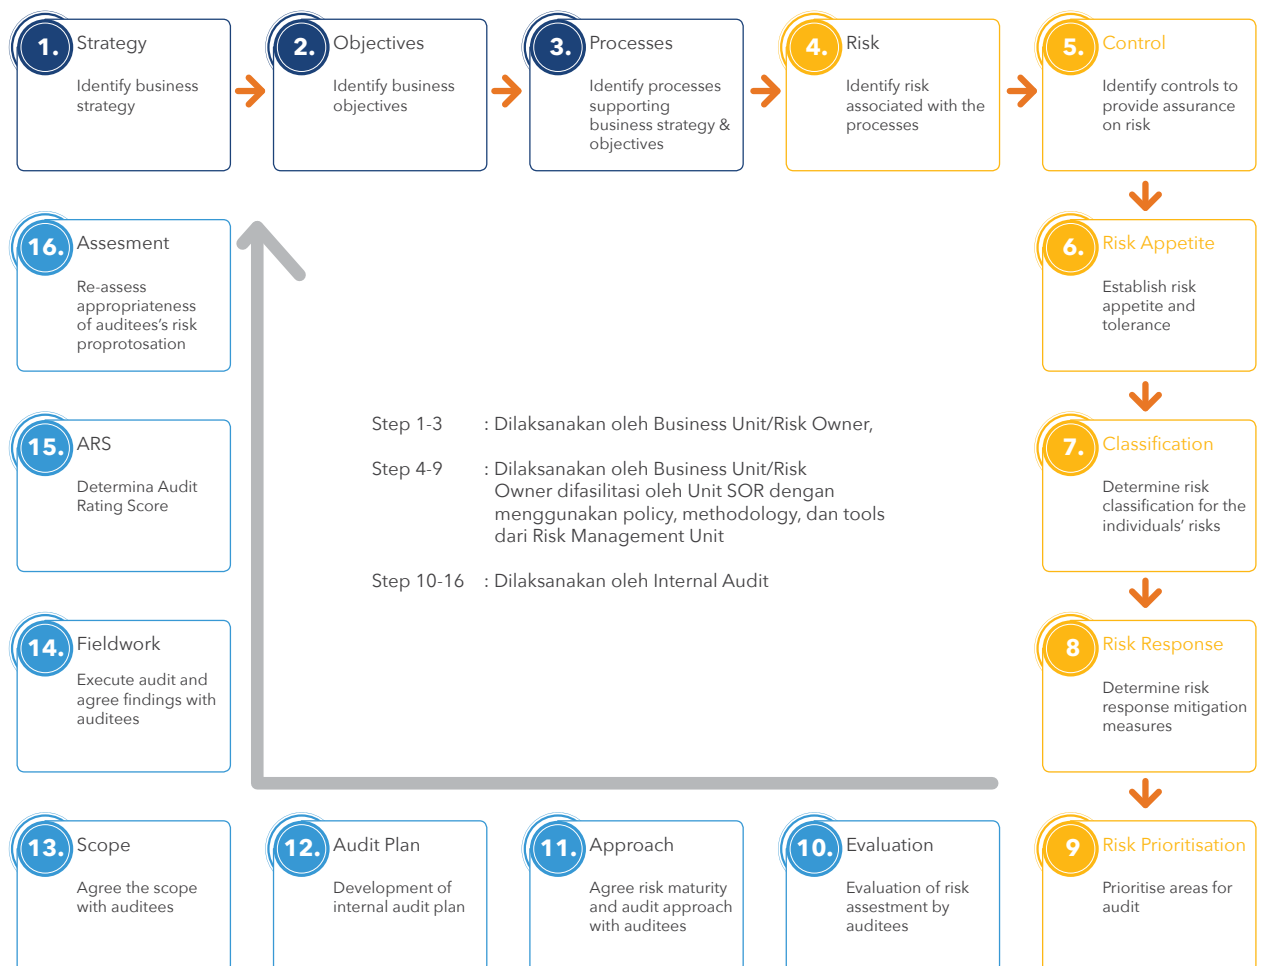 1.
Strategy
Identify business
strategy
2.
Objectives
Identify business
objectives
3.
Processes
Identify processes
supporting
business strategy &
objectives
4.
Risk
Identify risk
associated with the
processes
5.
Control
Identify controls to
provide assurance
on risk
6.
Risk Appetite
Establish risk
appetite and
tolerance
7.
Classification
Determine risk
classification for the
individuals' risks
8
Risk Response
Determine risk
response mitigation
measures
9
Risk Prioritisation
Prioritise areas for
audit
10.
Evaluation
Evaluation of risk
assestment by
auditees
11.
Approach
Agree risk maturity
and audit approach
with auditees
12.
Audit Plan
Development of
internal audit plan
13.
Scope
Agree the scope
with auditees
14.
Fieldwork
Execute audit and
agree findings with
auditees
15.
ARS
Determina Audit
Rating Score
16.
Assesment
Re-assess
appropriateness
of auditees's risk
proprotosation
Step 1-3 : Dilaksanakan oleh Business Unit/Risk Owner,
Step 4-9 : Dilaksanakan oleh Business Unit/Risk
Owner difasilitasi oleh Unit SOR dengan
menggunakan policy, methodology, dan tools
dari Risk Management Unit
Step 10-16 : Dilaksanakan oleh Internal Audit